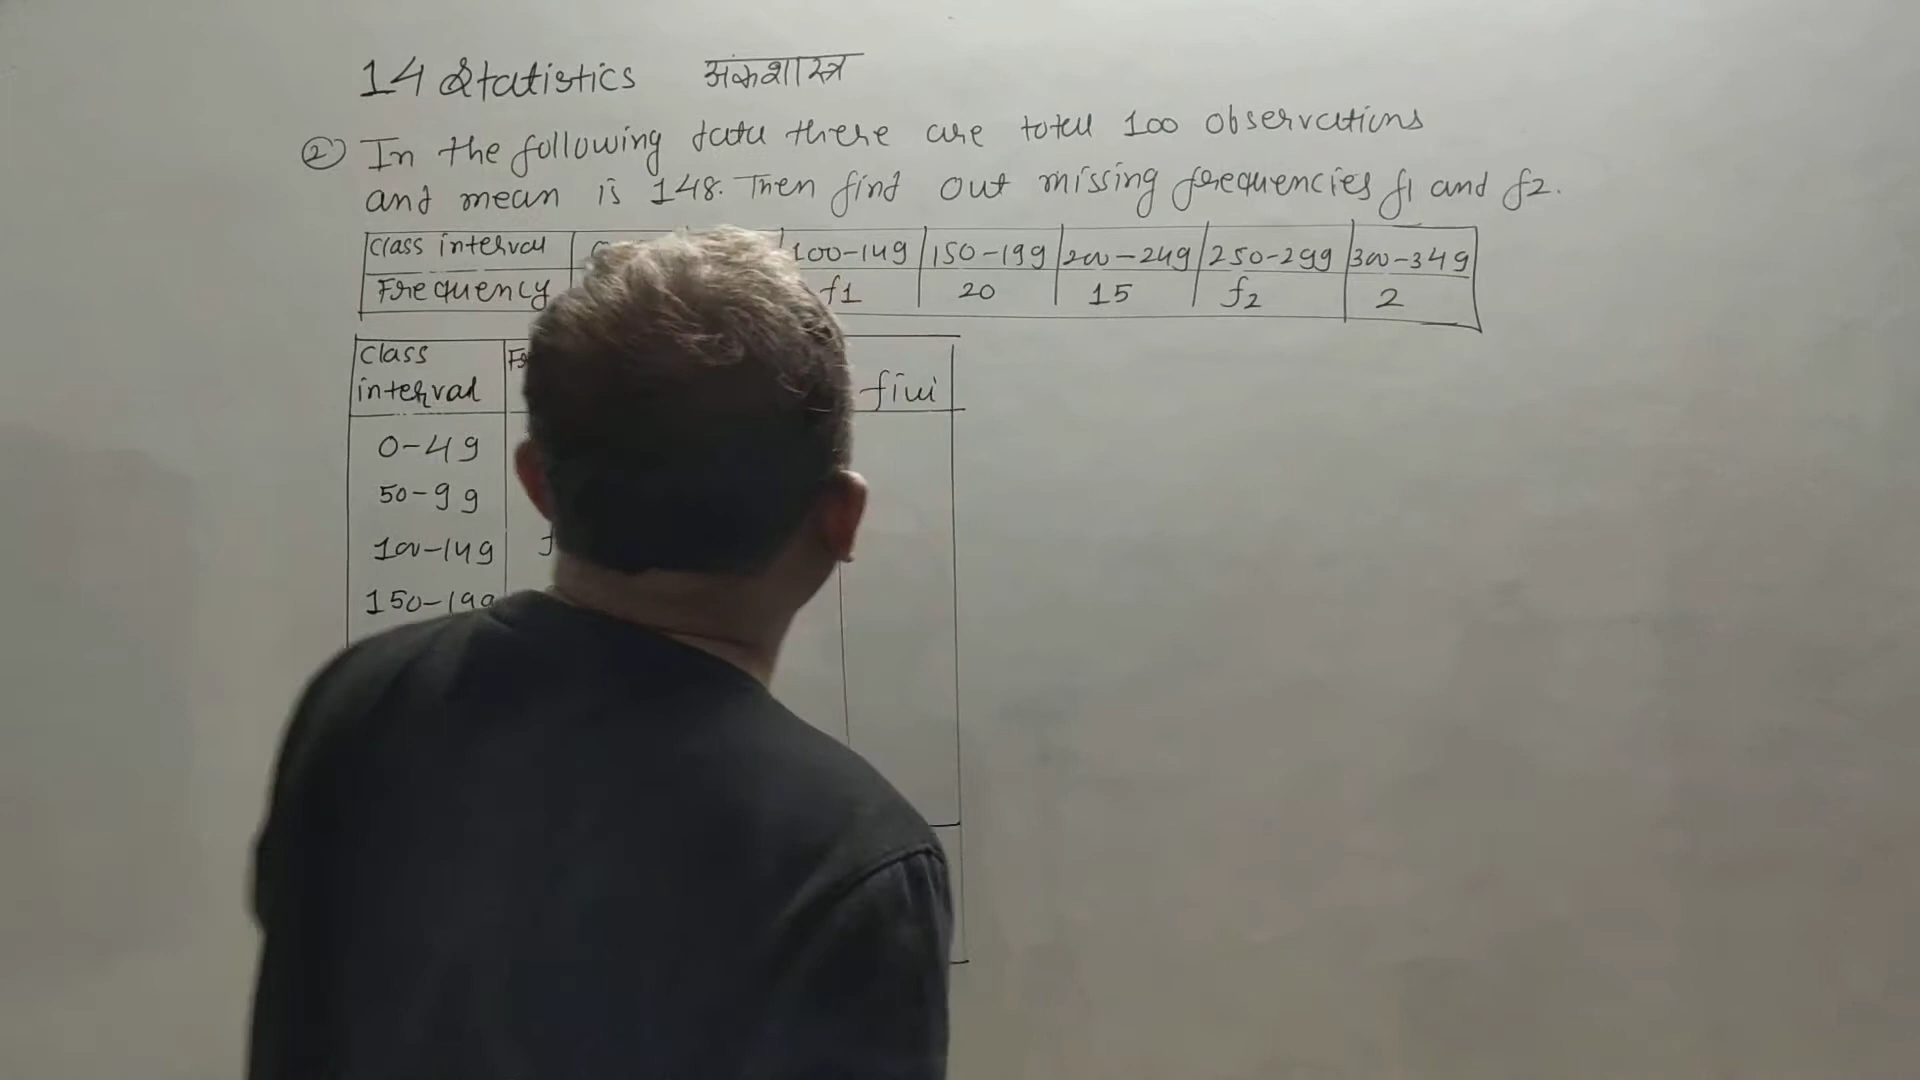 14 Statistics अंकशास्त्र
② In the following data there are total 100 observations
and mean is 148. Then find out missing frequencies f1 and f2.
Class interval 100-149 150-199 200-249 250-299 300-349
Frequency f1 20 15 f2 2
Class
interval fiui
0-49
50-99
100-149
150-199